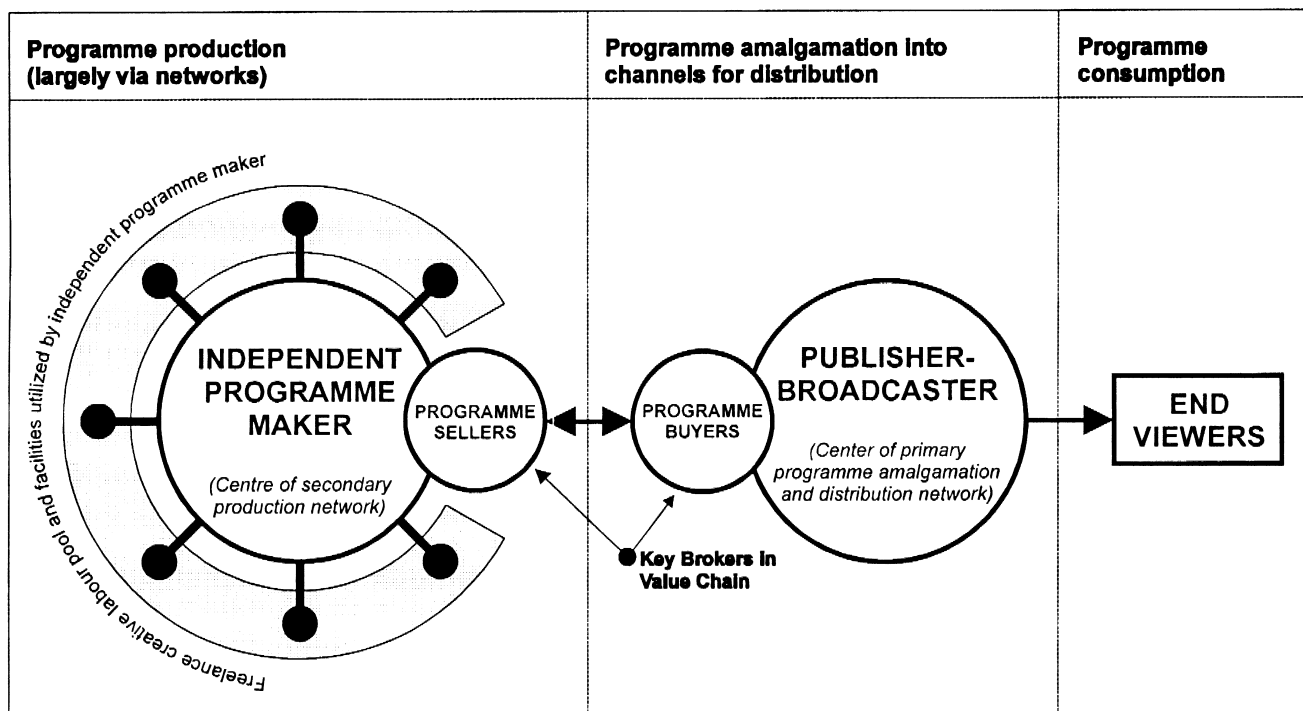 Programme production
(largely via networks)
Programme amalgamation into
channels for distribution
Programme
consumption
Freelance creative labour pool and facilities utilized by independent programme maker
INDEPENDENT
PROGRAMME
MAKER
(Centre of secondary
production network)
PROGRAMME
SELLERS
PROGRAMME
BUYERS
PUBLISHER-
BROADCASTER
(Center of primary
programme amalgamation
and distribution network)
END
VIEWERS
Key Brokers in
Value Chain